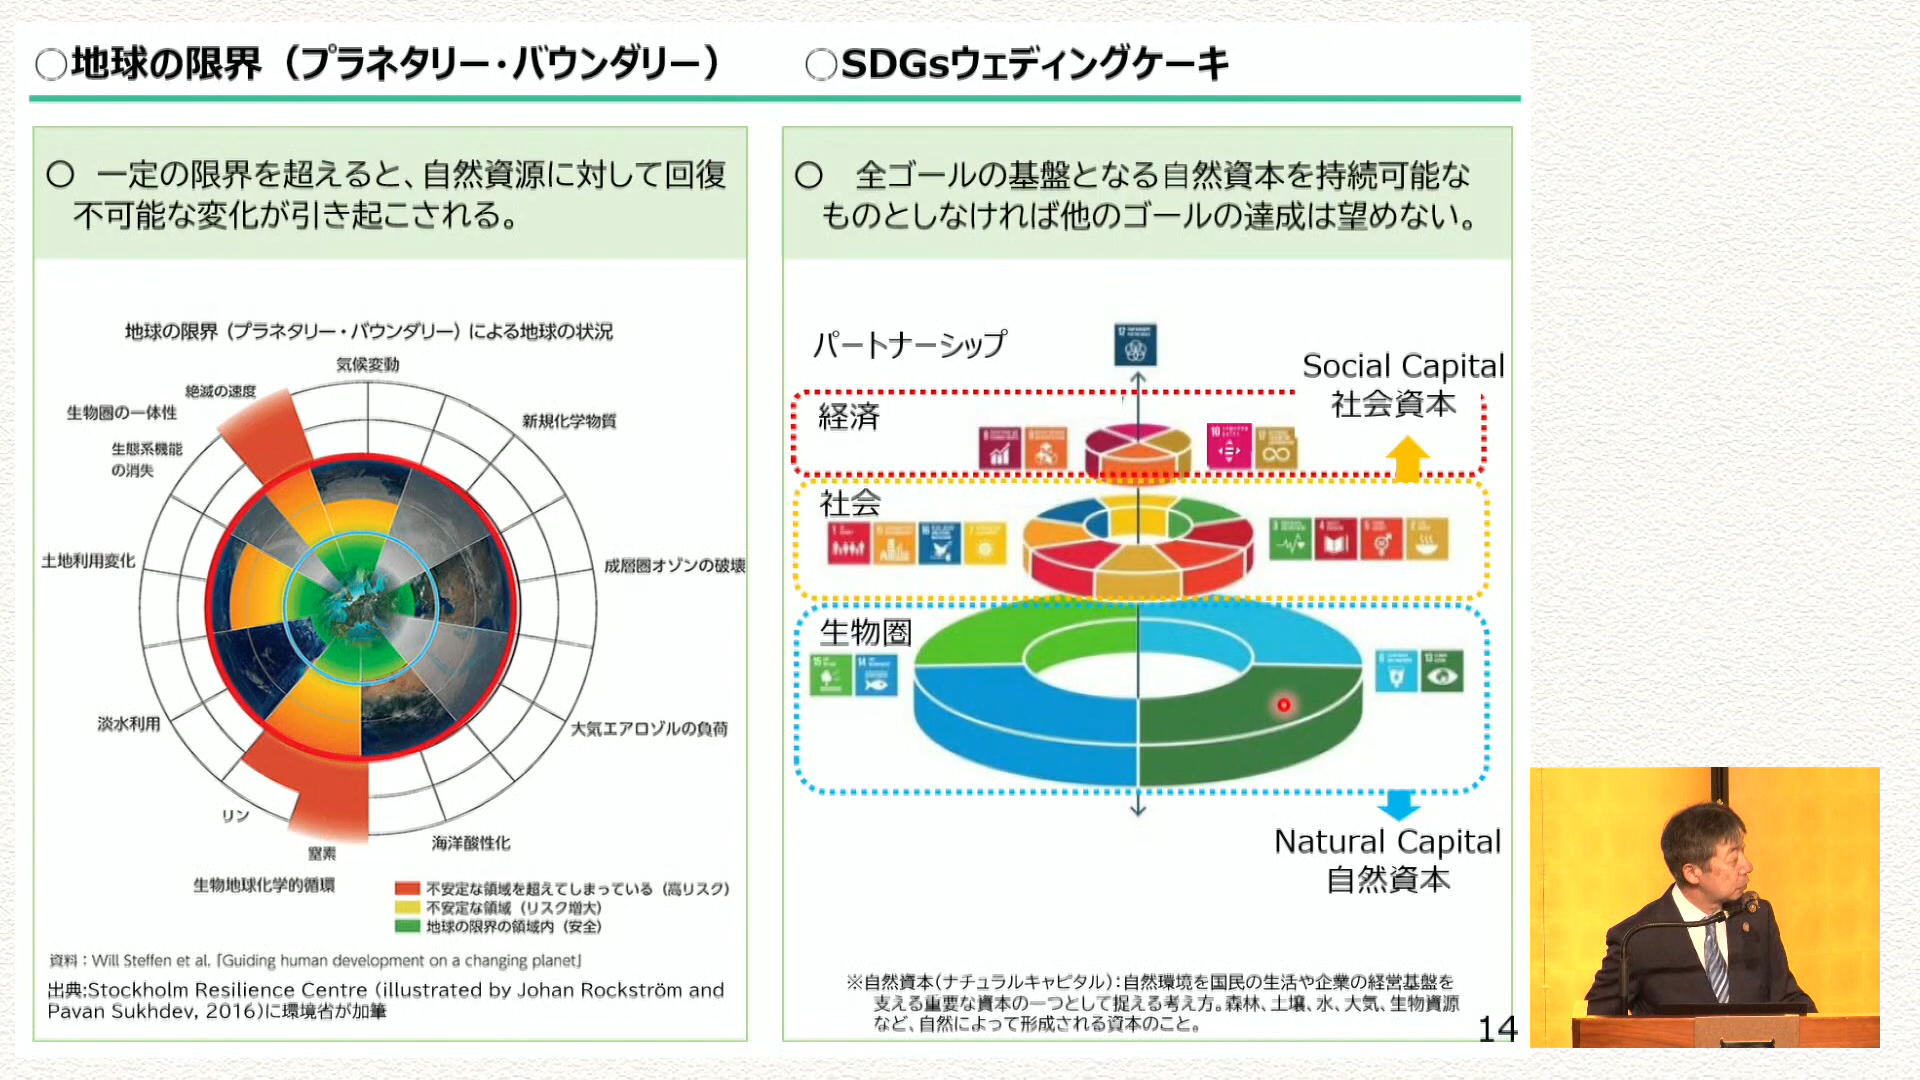 ○地球の限界（プラネタリー・バウンダリー）
○SDGsウェディングケーキ
○ 一定の限界を超えると、自然資源に対して回復
不可能な変化が引き起こされる。
地球の限界（プラネタリー・バウンダリー）による地球の状況
気候変動
絶滅の速度
生物圏の一体性
生態系機能
の消失
新規化学物質
土地利用変化
成層圏オゾンの破壊
淡水利用
大気エアロゾルの負荷
リン
窒素
海洋酸性化
生物地球化学的循環
不安定な領域を超えてしまっている（高リスク）
不安定な領域（リスク増大）
地球の限界の領域内（安全）
資料：Will Steffen et al.「Guiding human development on a changing planet」
出典:Stockholm Resilience Centre (illustrated by Johan Rockström and
Pavan Sukhdev, 2016)に環境省が加筆
○ 全ゴールの基盤となる自然資本を持続可能な
ものとしなければ他のゴールの達成は望めない。
パートナーシップ
17
Social Capital
社会資本
経済
8
9
10
12
社会
1
11
16
7
3
4
5
2
生物圏
15
14
6
13
Natural Capital
自然資本
※自然資本（ナチュラルキャピタル）：自然環境を国民の生活や企業の経営基盤を
支える重要な資本の一つとして捉える考え方。森林、土壌、水、大気、生物資源
など、自然によって形成される資本のこと。
14